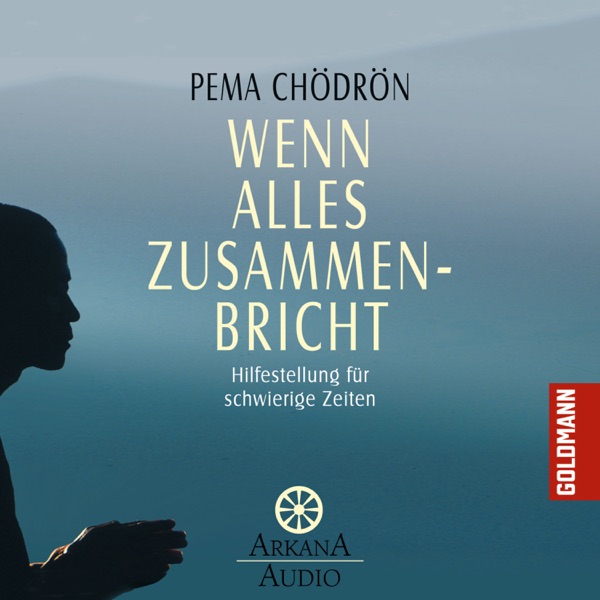 PEMA CHÖDRÖN
WENN
ALLES
ZUSAMMEN-
BRICHT
Hilfestellung für
schwierige Zeiten
GOLDMANN
ARKANA
AUDIO